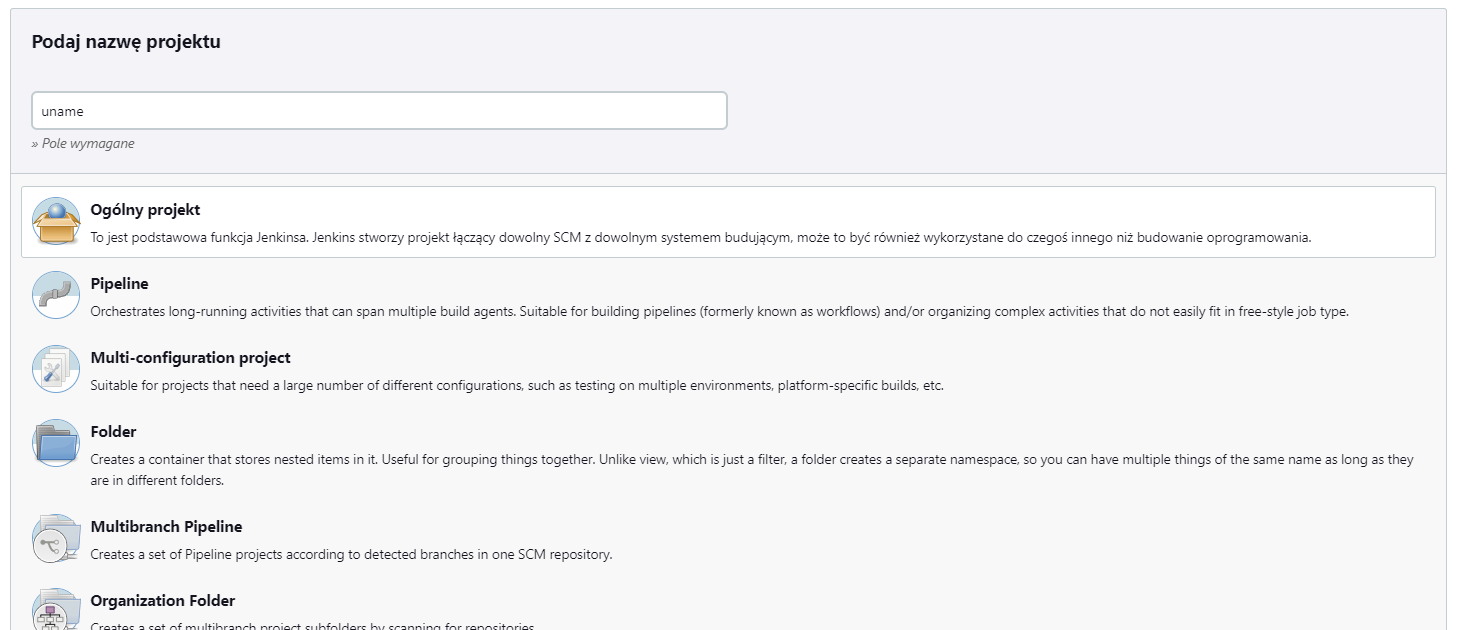 Podaj nazwę projektu
uname
» Pole wymagane
Ogólny projekt
To jest podstawowa funkcja Jenkinsa. Jenkins stworzy projekt łączący dowolny SCM z dowolnym systemem budującym, może to być również wykorzystane do czegoś innego niż budowanie oprogramowania.
Pipeline
Orchestrates long-running activities that can span multiple build agents. Suitable for building pipelines (formerly known as workflows) and/or organizing complex activities that do not easily fit in free-style job type.
Multi-configuration project
Suitable for projects that need a large number of different configurations, such as testing on multiple environments, platform-specific builds, etc.
Folder
Creates a container that stores nested items in it. Useful for grouping things together. Unlike view, which is just a filter, a folder creates a separate namespace, so you can have multiple things of the same name as long as they
are in different folders.
Multibranch Pipeline
Creates a set of Pipeline projects according to detected branches in one SCM repository.
Organization Folder
Creates a set of multibranch project subfolders by scanning for repositories.